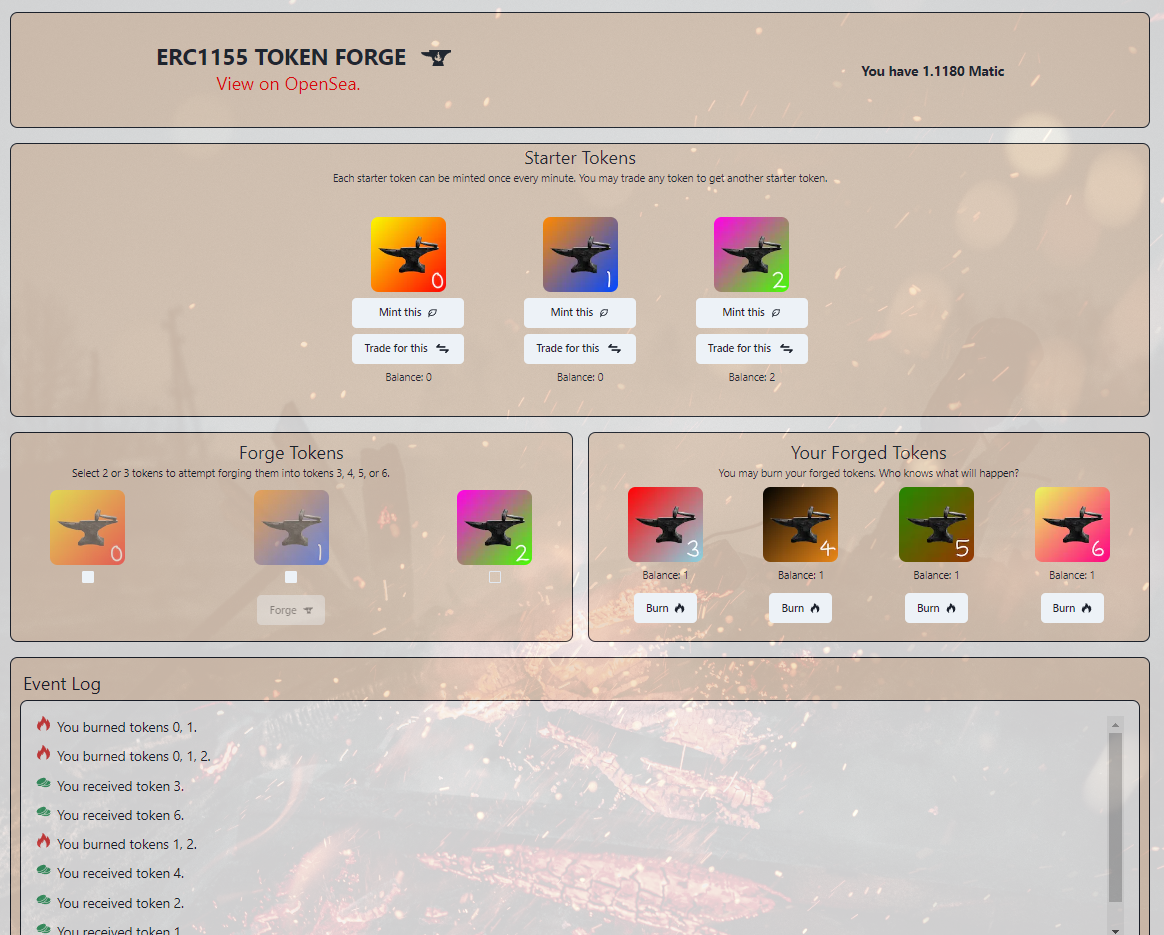 ERC1155 TOKEN FORGE
View on OpenSea.
You have 1.1180 Matic
Starter Tokens
Each starter token can be minted once every minute. You may trade any token to get another starter token.
0 1 2
Mint this Mint this Mint this
Trade for this Trade for this Trade for this
Balance: 0 Balance: 0 Balance: 2
Forge Tokens
Select 2 or 3 tokens to attempt forging them into tokens 3, 4, 5, or 6.
0 1 2
Forge
Your Forged Tokens
You may burn your forged tokens. Who knows what will happen?
3 4 5 6
Balance: 1 Balance: 1 Balance: 1 Balance: 1
Burn Burn Burn Burn
Event Log
You burned tokens 0, 1.
You burned tokens 0, 1, 2.
You received token 3.
You received token 6.
You burned tokens 1, 2.
You received token 4.
You received token 2.
You received token 1